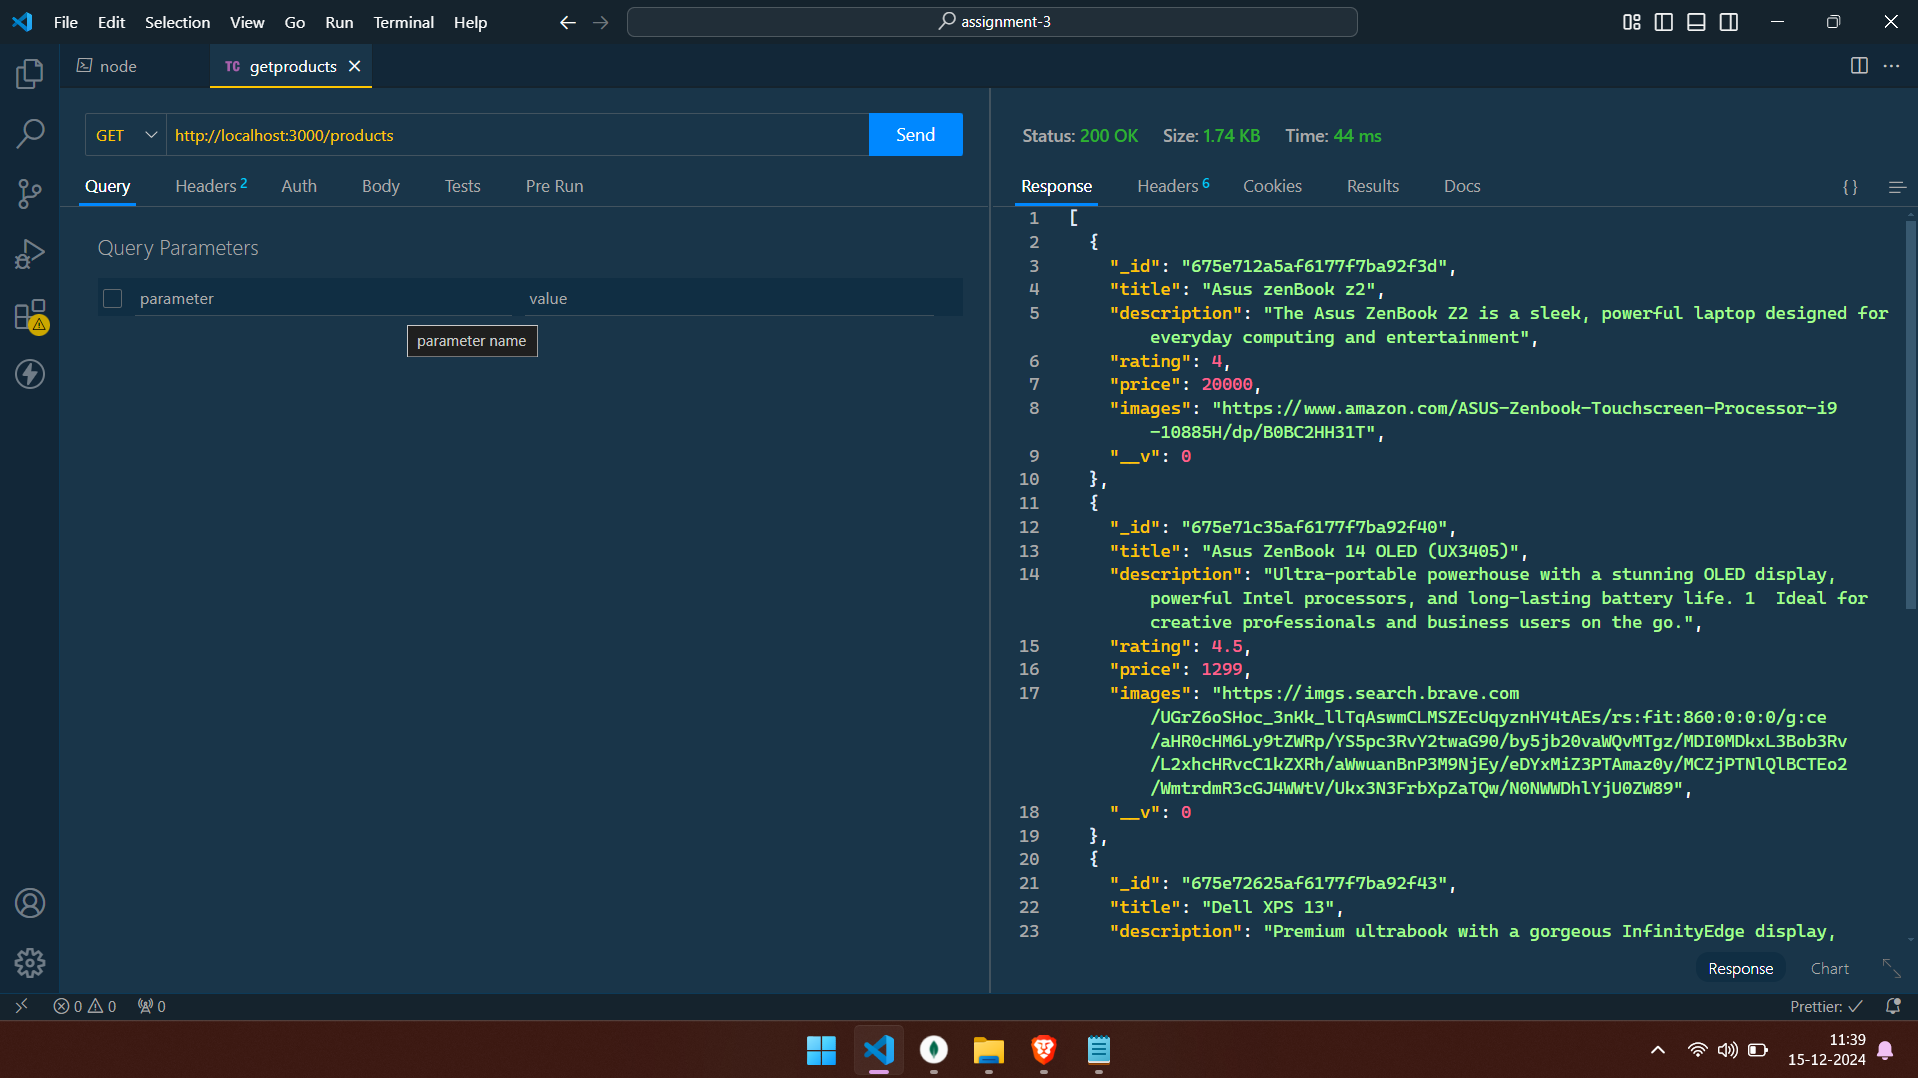 File Edit Selection View Go Run Terminal Help
assignment-3
node
TC getproducts
GET http://localhost:3000/products Send
Query Headers 2 Auth Body Tests Pre Run
Query Parameters
parameter value
parameter name
Status: 200 OK Size: 1.74 KB Time: 44 ms
Response Headers 6 Cookies Results Docs {}
1 [
2 {
3 "_id": "675e712a5af6177f7ba92f3d",
4 "title": "Asus zenBook z2",
5 "description": "The Asus ZenBook Z2 is a sleek, powerful laptop designed for
everyday computing and entertainment",
6 "rating": 4,
7 "price": 20000,
8 "images": "https://www.amazon.com/ASUS-Zenbook-Touchscreen-Processor-i9
-10885H/dp/B0BC2HH31T",
9 "__v": 0
10 },
11 {
12 "_id": "675e71c35af6177f7ba92f40",
13 "title": "Asus ZenBook 14 OLED (UX3405)",
14 "description": "Ultra-portable powerhouse with a stunning OLED display,
powerful Intel processors, and long-lasting battery life. 1  Ideal for
creative professionals and business users on the go.",
15 "rating": 4.5,
16 "price": 1299,
17 "images": "https://imgs.search.brave.com
/UGrZ6oSHoc_3nKk_llTqAswmCLMSZEcUqyznHY4tAEs/rs:fit:860:0:0:0/g:ce
/aHR0cHM6Ly9tZWRp/YS5pc3RvY2twaG90/by5jb20vaWQvMTgz/MDI0MDkxL3Bob3Rv
/L2xhcHRvcC1kZXRh/aWwuanBnP3M9NjEy/eDYxMiZ3PTAmaz0y/MCZjPTNlQlBCTEo2
/WmtrdmR3cGJ4WWtV/Ukx3N3FrbXpZaTQw/N0NWWDhlYjU0ZW89",
18 "__v": 0
19 },
20 {
21 "_id": "675e72625af6177f7ba92f43",
22 "title": "Dell XPS 13",
23 "description": "Premium ultrabook with a gorgeous InfinityEdge display,
Response Chart
0 0 0 Prettier:
11:39
15-12-2024